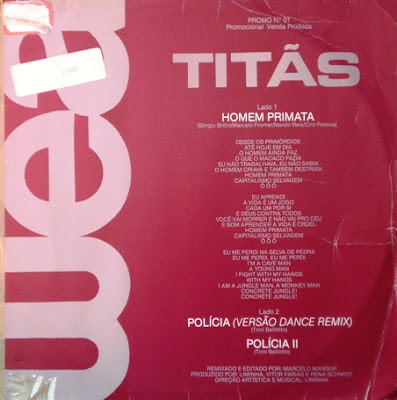 PROMO Nº 01
Promocional Venda Proibida
wea
TITÃS
Lado 1
HOMEM PRIMATA
(Sérgio Britto/Marcelo Fromer/Nando Reis/Ciro Pessoa)
DESDE OS PRIMÓRDIOS
ATÉ HOJE EM DIA
O HOMEM AINDA FAZ
O QUE O MACACO FAZIA
EU NÃO TRABALHAVA, EU NÃO SABIA
O HOMEM CRIAVA E TAMBÉM DESTRUIA
HOMEM PRIMATA
CAPITALISMO SELVAGEM
Ô Ô Ô
EU APRENDI
A VIDA É UM JOGO
CADA UM POR SI
E DEUS CONTRA TODOS
VOCÊ VAI MORRER E NÃO VAI PRO CÉU
É BOM APRENDER A VIDA É CRUEL
HOMEM PRIMATA
CAPITALISMO SELVAGEM
Ô Ô Ô
EU ME PERDI NA SELVA DE PEDRA
EU ME PERDI, EU ME PERDI
I'M A CAVE MAN
A YOUNG MAN
I FIGHT WITH MY HANDS
WITH MY HANDS
I AM A JUNGLE MAN, A MONKEY MAN
CONCRETE JUNGLE!
CONCRETE JUNGLE!
Lado 2
POLÍCIA (VERSÃO DANCE REMIX)
(Toni Bellotto)
POLÍCIA II
(Toni Bellotto)
REMIXADO E EDITADO POR: MARCELO MANSUR
PRODUZIDO POR: LIMINHA, VITOR FARIAS E PENA SCHMIDT
DIREÇÃO ARTÍSTICA E MUSICAL: LIMINHA